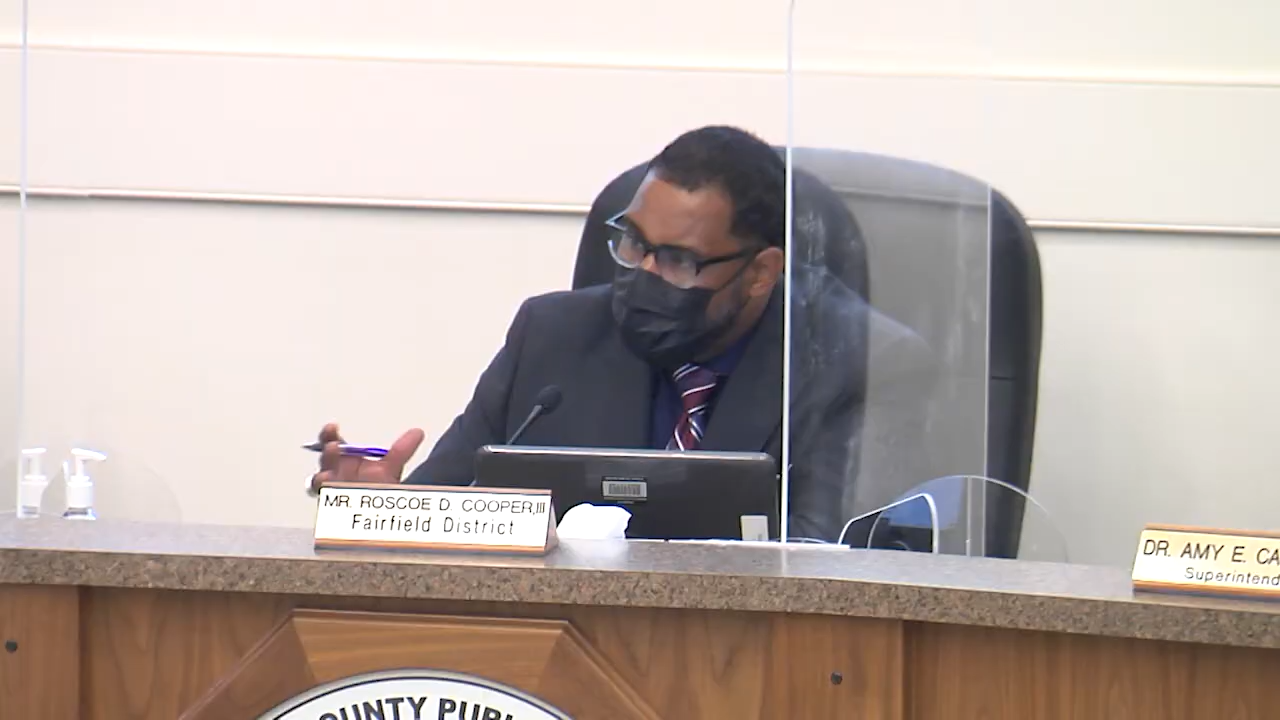 MR. ROSCOE D. COOPER,III
Fairfield District
DR. AMY E. CA
Superintend
OUNTY PUBL